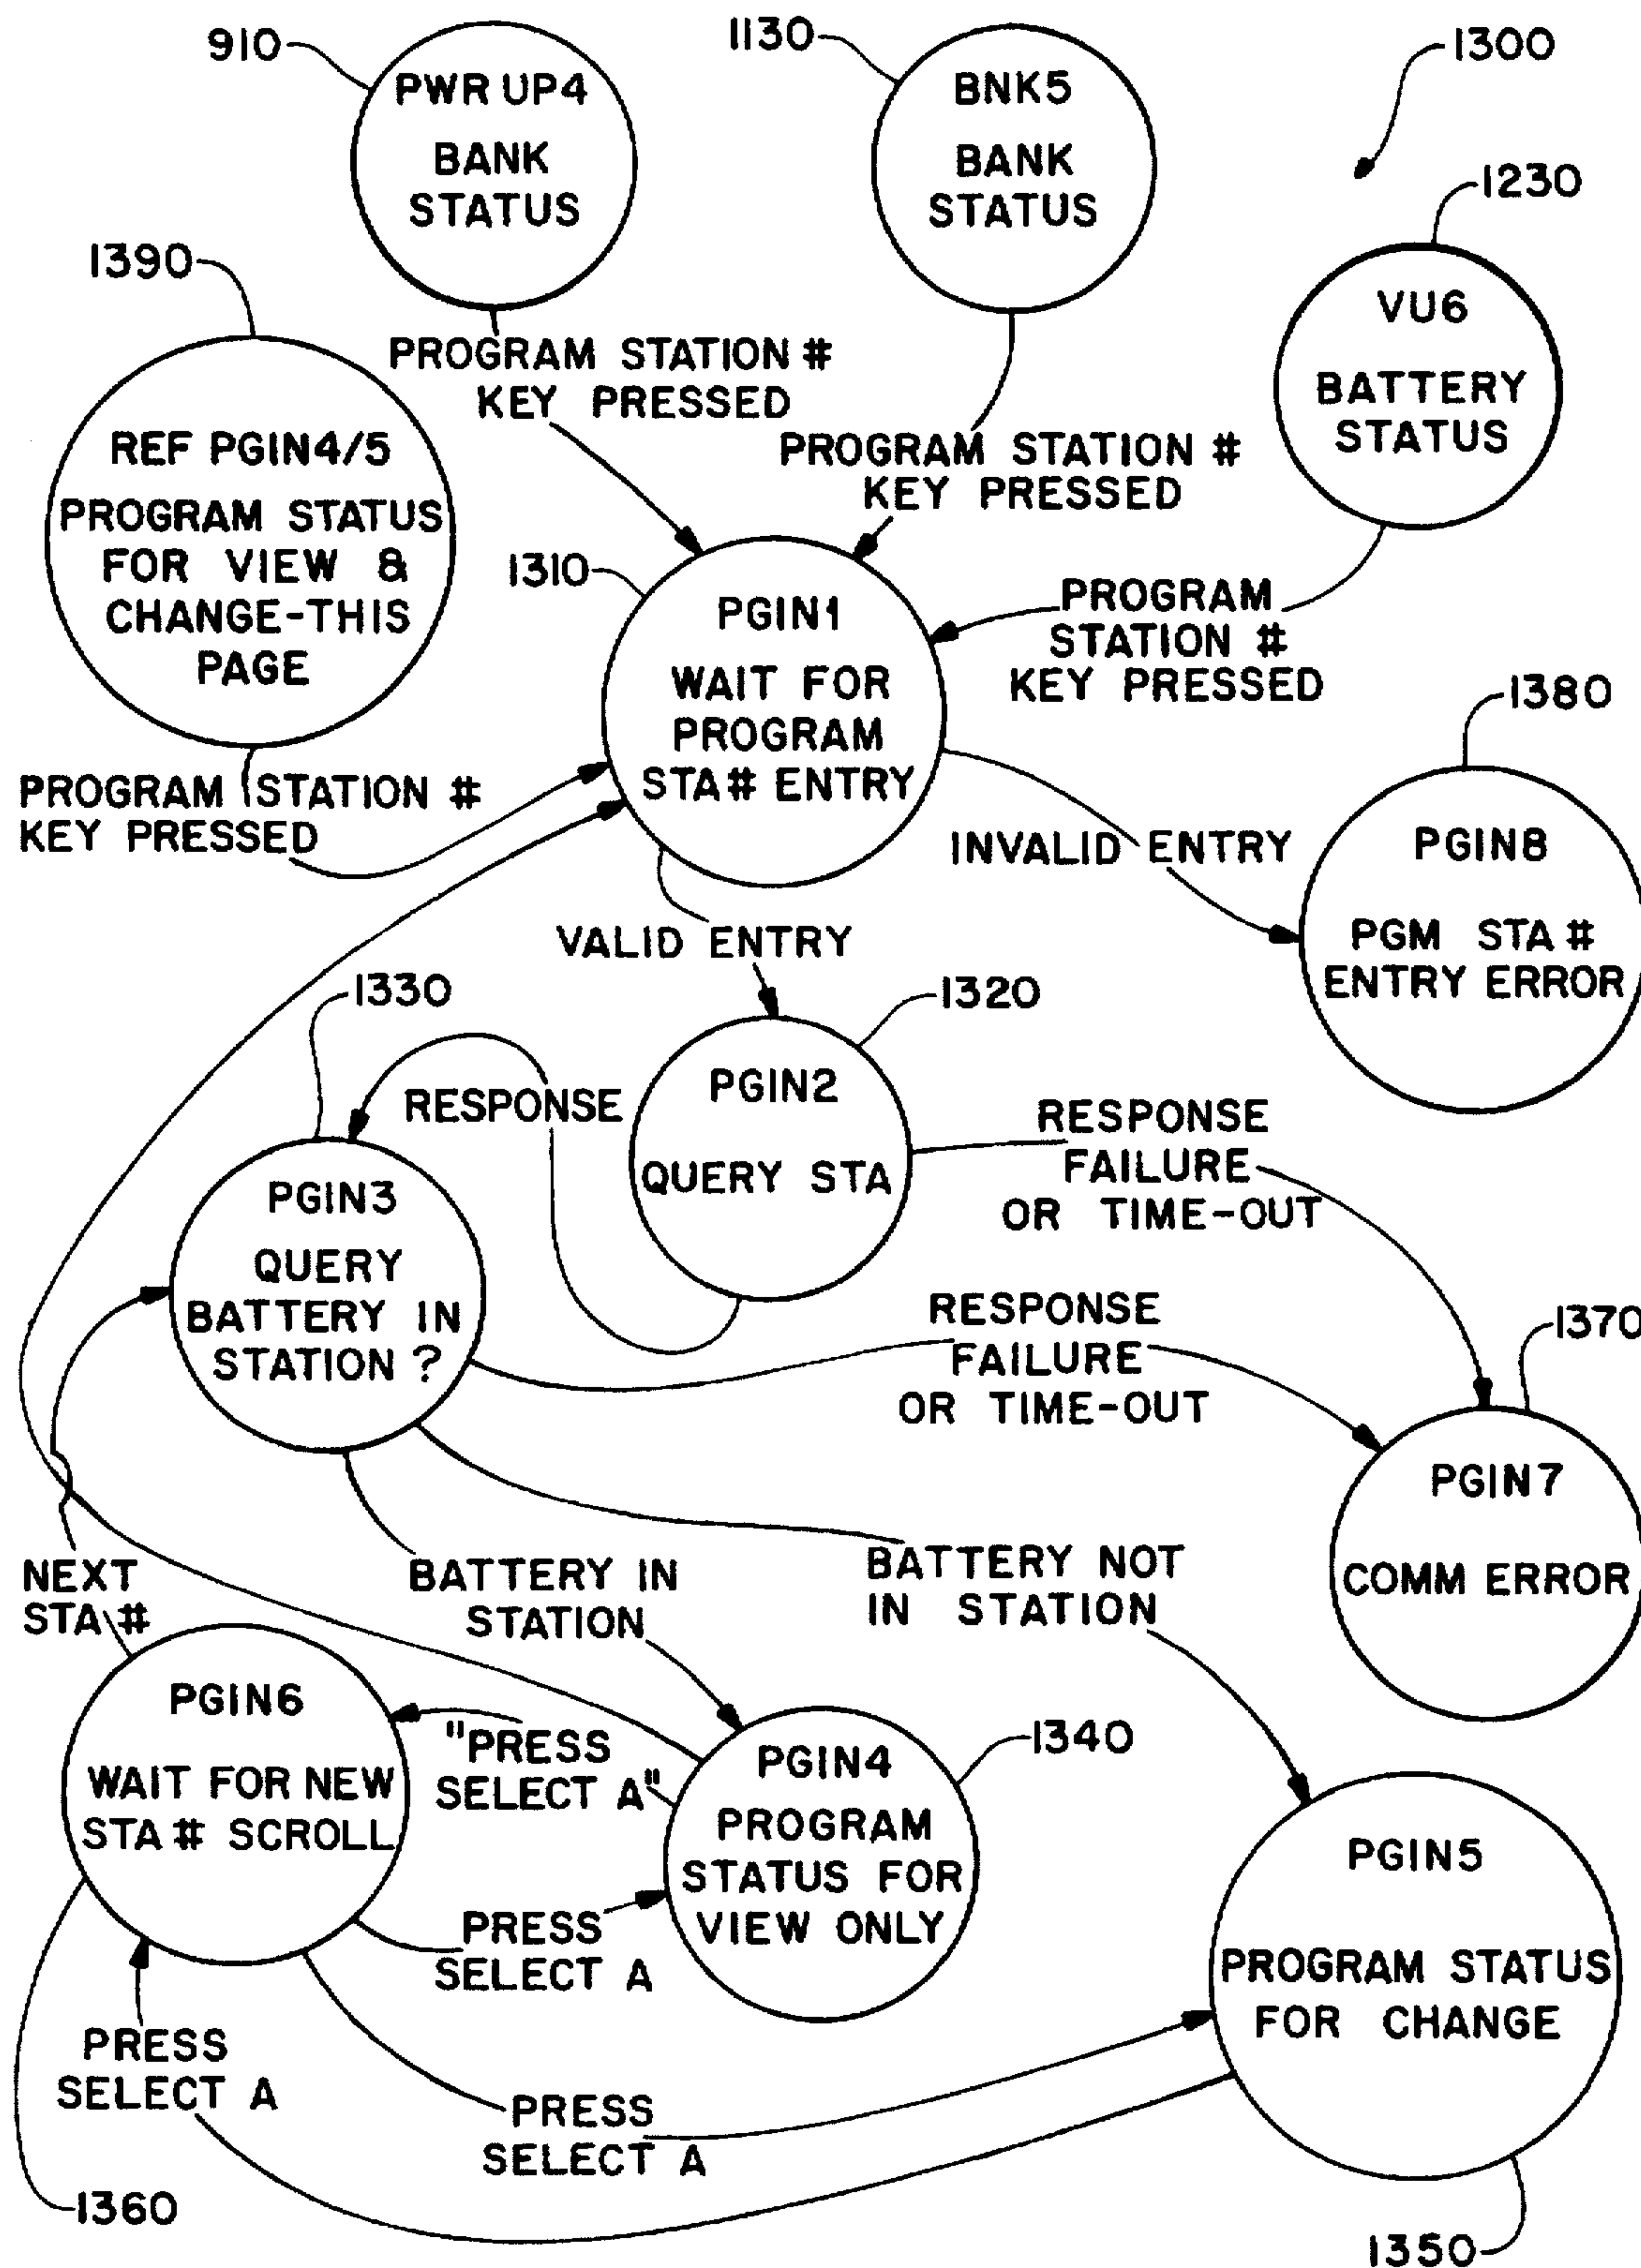 910
PWR UP4
BANK
STATUS
1130
BNK5
BANK
STATUS
1300
1230
VU6
BATTERY
STATUS
1390
REF PGIN4/5
PROGRAM STATUS
FOR VIEW &
CHANGE-THIS
PAGE
PROGRAM STATION #
KEY PRESSED
PROGRAM STATION #
KEY PRESSED
PROGRAM
STATION #
KEY PRESSED
1310
PGIN1
WAIT FOR
PROGRAM
STA# ENTRY
PROGRAM STATION #
KEY PRESSED
1380
PGIN8
PGM STA #
ENTRY ERROR
INVALID ENTRY
VALID ENTRY
1330
1320
PGIN2
QUERY STA
RESPONSE
RESPONSE
FAILURE
OR TIME-OUT
PGIN3
QUERY
BATTERY IN
STATION ?
RESPONSE
FAILURE
OR TIME-OUT
1370
PGIN7
COMM ERROR
NEXT
STA #
BATTERY IN
STATION
BATTERY NOT
IN STATION
PGIN6
WAIT FOR NEW
STA # SCROLL
"PRESS
SELECT A"
1340
PGIN4
PROGRAM
STATUS FOR
VIEW ONLY
PRESS
SELECT A
PGIN5
PROGRAM STATUS
FOR CHANGE
PRESS
SELECT A
PRESS
SELECT A
1360
1350